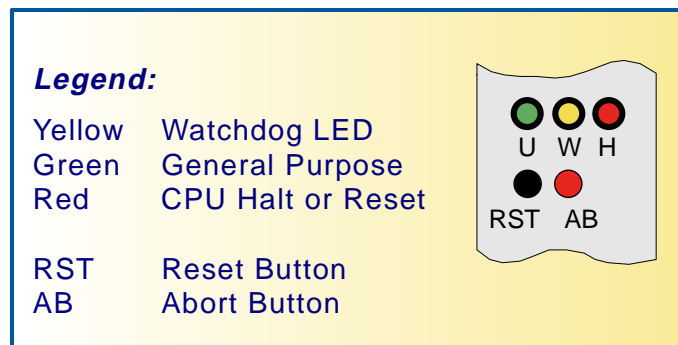 Legend:
Yellow Watchdog LED
Green General Purpose
Red CPU Halt or Reset
RST Reset Button
AB Abort Button
U W H
RST AB